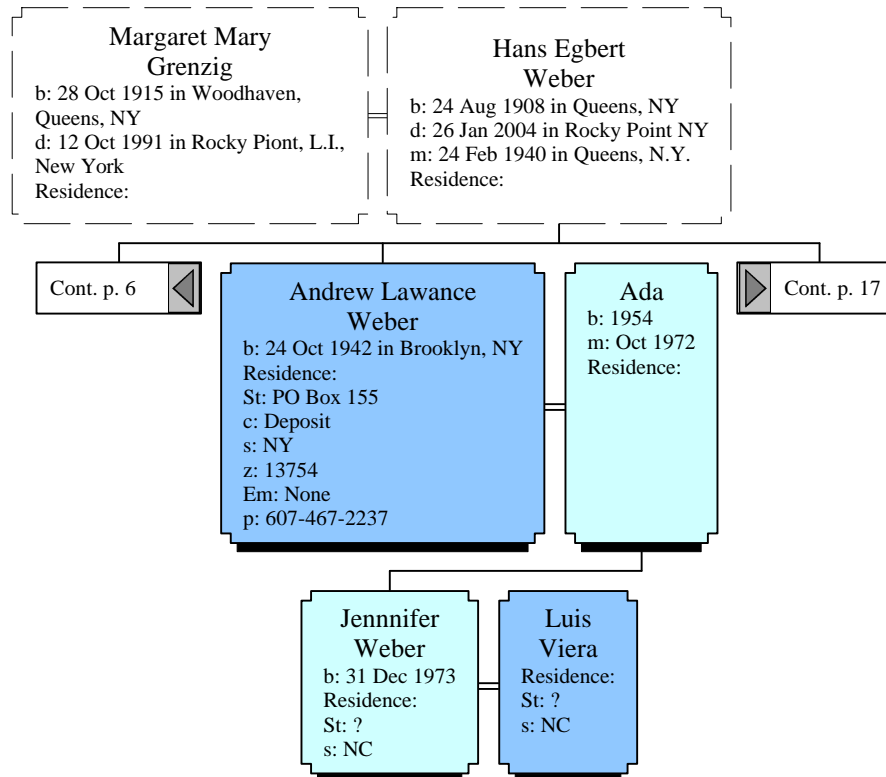 Margaret Mary
Grenzig
b: 28 Oct 1915 in Woodhaven,
Queens, NY
d: 12 Oct 1991 in Rocky Piont, L.I.,
New York
Residence:
Hans Egbert
Weber
b: 24 Aug 1908 in Queens, NY
d: 26 Jan 2004 in Rocky Point NY
m: 24 Feb 1940 in Queens, N.Y.
Residence:
Cont. p. 6
Andrew Lawance
Weber
b: 24 Oct 1942 in Brooklyn, NY
Residence:
St: PO Box 155
c: Deposit
s: NY
z: 13754
Em: None
p: 607-467-2237
Ada
b: 1954
m: Oct 1972
Residence:
Cont. p. 17
Jennnifer
Weber
b: 31 Dec 1973
Residence:
St: ?
s: NC
Luis
Viera
Residence:
St: ?
s: NC